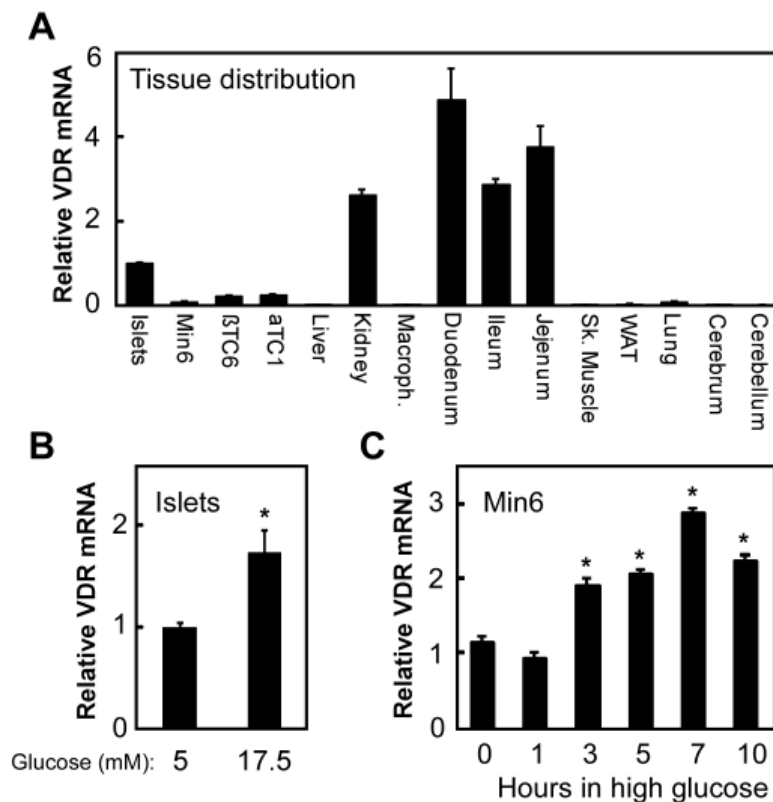 A
Relative VDR mRNA
Tissue distribution
6
4
2
0
Islets
Min6
ßTC6
aTC1
Liver
Kidney
Macroph.
Duodenum
Ileum
Jejenum
Sk. Muscle
WAT
Lung
Cerebrum
Cerebellum
B
Relative VDR mRNA
Islets
2
1
0
*
Glucose (mM): 5 17.5
C
Relative VDR mRNA
Min6
3
2
1
0
* * * *
0 1 3 5 7 10
Hours in high glucose